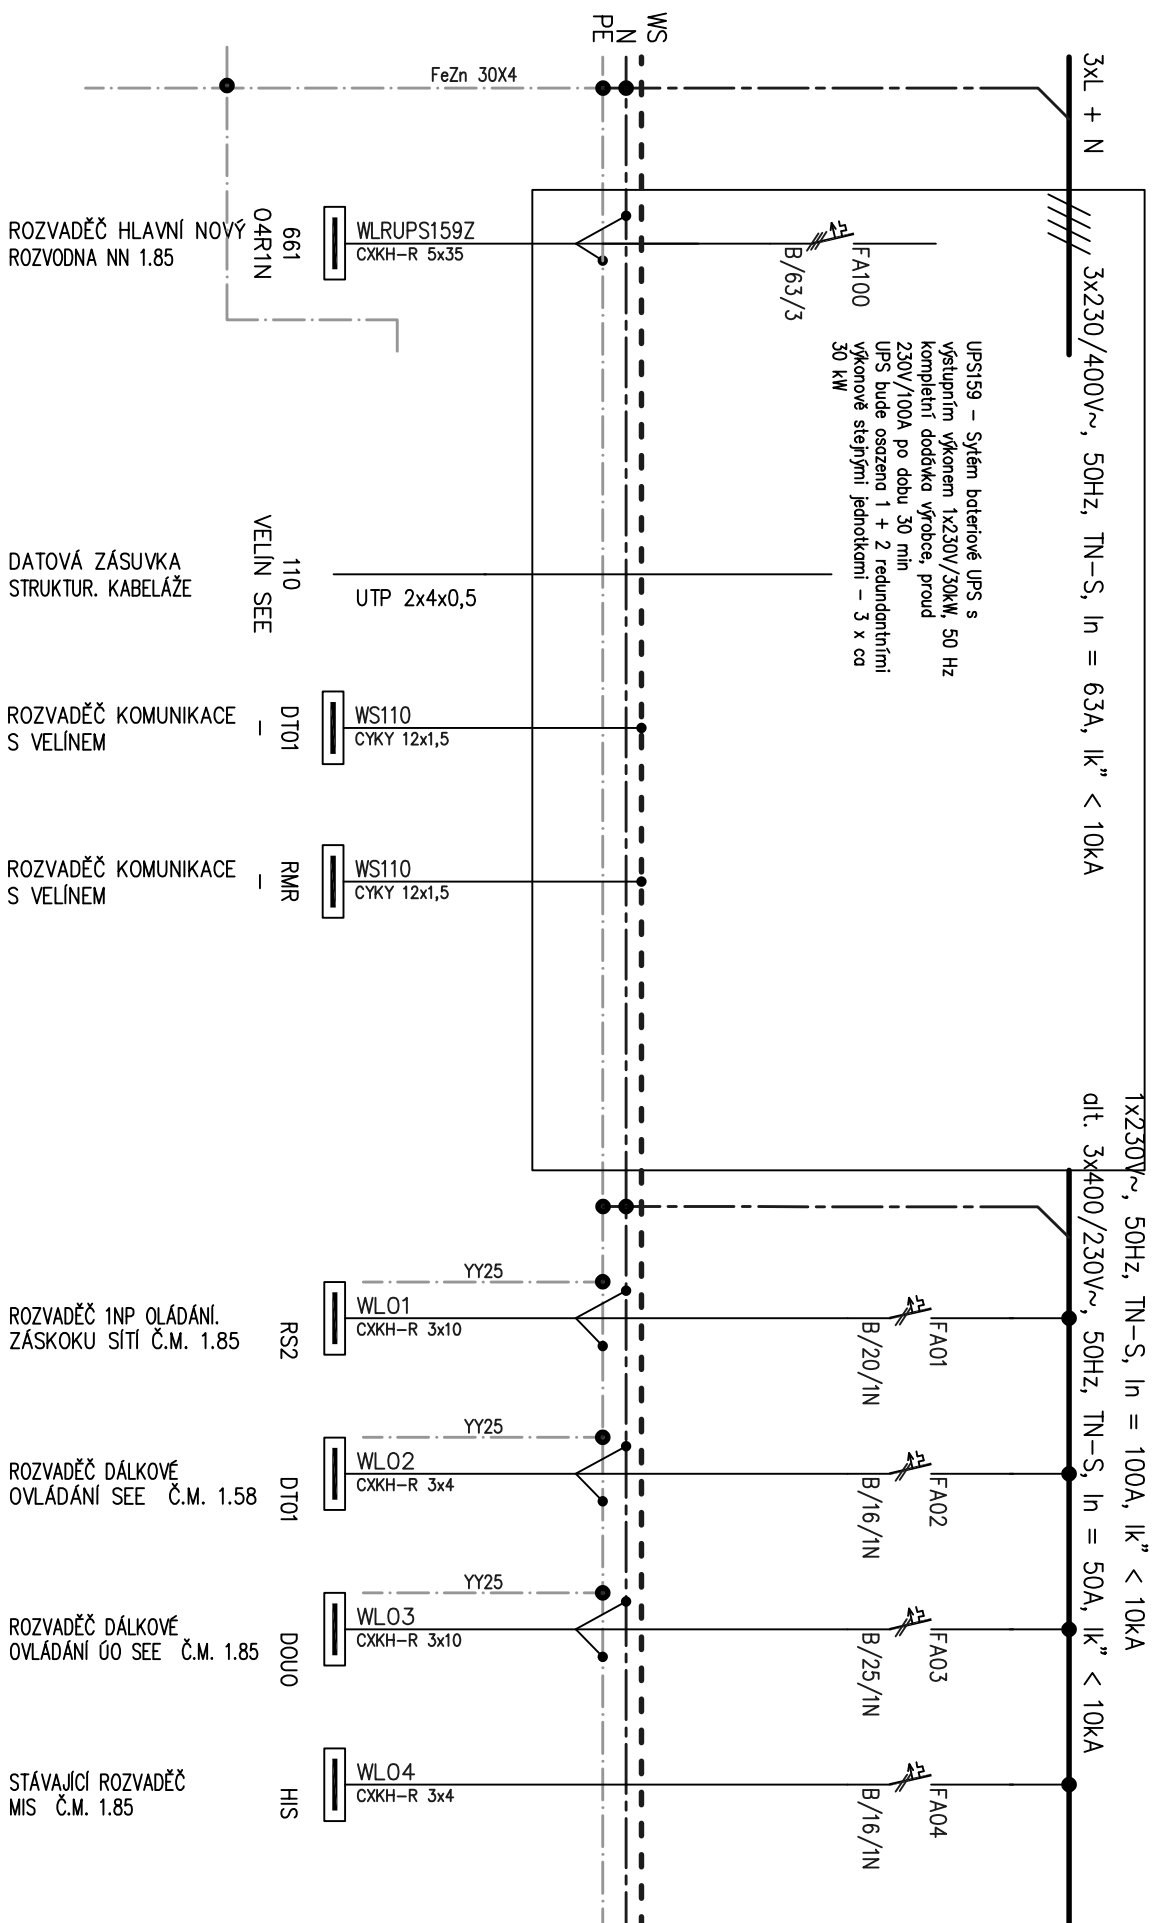 WS
N
PE
3xL + N
FeZn 30X4
3x230/400V~, 50Hz, TN-S, In = 63A, Ik" < 10kA
ROZVADĚČ HLAVNÍ NOVÝ
ROZVODNA NN 1.85
661
04R1N
WLRUPS159Z
CXKH-R 5x35
FA100
B/63/3
UPS159 - Sytém bateriové UPS s
výstupním výkonem 1x230V/30kW, 50 Hz
kompletní dodávka výrobce, proud
230V/100A po dobu 30 min
UPS bude osazena 1 + 2 redundantními
výkonově stejnými jednotkami - 3 x ca
30 kW
DATOVÁ ZÁSUVKA
STRUKTUR. KABELÁŽE
110
VELÍN SEE
UTP 2x4x0,5
ROZVADĚČ KOMUNIKACE
S VELÍNEM
DT01
-
WS110
CYKY 12x1,5
ROZVADĚČ KOMUNIKACE
S VELÍNEM
RMR
-
WS110
CYKY 12x1,5
1x230V~, 50Hz, TN-S, In = 100A, Ik" < 10kA
alt. 3x400/230V~, 50Hz, TN-S, In = 50A, Ik" < 10kA
ROZVADĚČ 1NP OLÁDÁNÍ.
ZÁSKOKU SÍTÍ Č.M. 1.85
RS2
YY25
WL01
CXKH-R 3x10
FA01
B/20/1N
ROZVADĚČ DÁLKOVÉ
OVLÁDÁNÍ SEE Č.M. 1.58
DT01
YY25
WL02
CXKH-R 3x4
FA02
B/16/1N
ROZVADĚČ DÁLKOVÉ
OVLÁDÁNÍ ÚO SEE Č.M. 1.85
DOUO
YY25
WL03
CXKH-R 3x10
FA03
B/25/1N
STÁVAJÍCÍ ROZVADĚČ
MIS Č.M. 1.85
HIS
WL04
CXKH-R 3x4
FA04
B/16/1N